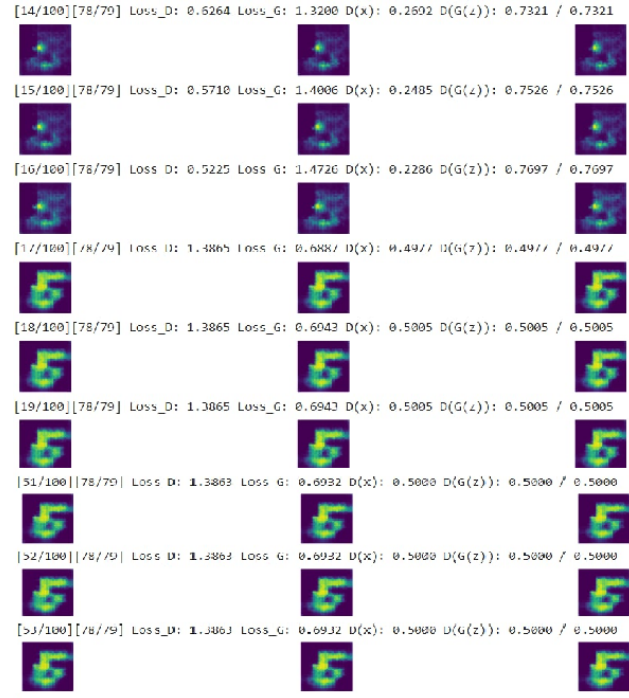 [14/100][78/79] Loss_D: 0.6264 Loss_G: 1.3200 D(x): 0.2692 D(G(z)): 0.7321 / 0.7321
[15/100][78/79] Loss_D: 0.5710 Loss_G: 1.4006 D(x): 0.2485 D(G(z)): 0.7526 / 0.7526
[16/100][78/79] Loss_D: 0.5225 Loss_G: 1.4726 D(x): 0.2286 D(G(z)): 0.7697 / 0.7697
[17/100][78/79] Loss_D: 1.3865 Loss_G: 0.6887 D(x): 0.4977 D(G(z)): 0.4977 / 0.4977
[18/100][78/79] Loss_D: 1.3865 Loss_G: 0.6943 D(x): 0.5005 D(G(z)): 0.5005 / 0.5005
[19/100][78/79] Loss_D: 1.3865 Loss_G: 0.6943 D(x): 0.5005 D(G(z)): 0.5005 / 0.5005
[51/100][78/79] Loss_D: 1.3863 Loss_G: 0.6932 D(x): 0.5000 D(G(z)): 0.5000 / 0.5000
[52/100][78/79] Loss_D: 1.3863 Loss_G: 0.6932 D(x): 0.5000 D(G(z)): 0.5000 / 0.5000
[53/100][78/79] Loss_D: 1.3863 Loss_G: 0.6932 D(x): 0.5000 D(G(z)): 0.5000 / 0.5000